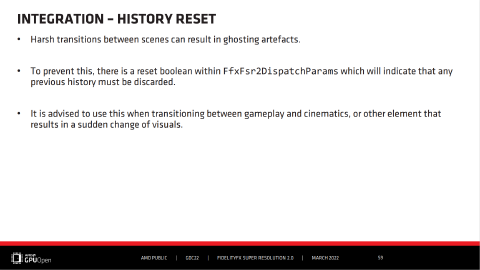 INTEGRATION – HISTORY RESET
• Harsh transitions between scenes can result in ghosting artefacts.
• To prevent this, there is a reset boolean within FfxFsr2DispatchParams which will indicate that any
previous history must be discarded.
• It is advised to use this when transitioning between gameplay and cinematics, or other element that
results in a sudden change of visuals.
GPUOpen
AMD PUBLIC | GDC22 | FIDELITYFX SUPER RESOLUTION 2.0 | MARCH 2022 59